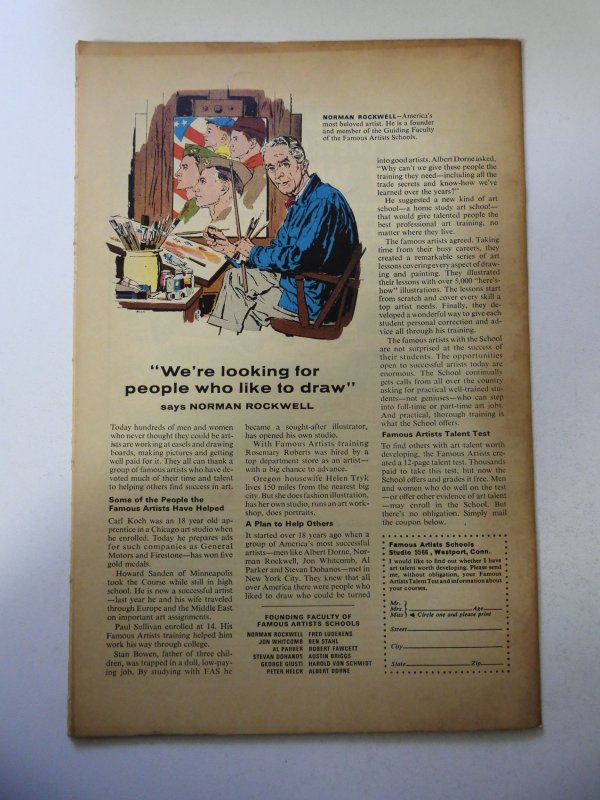 NORMAN ROCKWELL—America's
most beloved artist. He is a founder
and member of the Guiding Faculty
of the Famous Artists Schools.
"We're looking for
people who like to draw"
says NORMAN ROCKWELL
Today hundreds of men and women
who never thought they could be art-
ists are working at easels and drawing
boards, making pictures and getting
well paid for it. They all can thank a
group of famous artists who have de-
voted much of their time and talent
to helping others find success in art.
Some of the People the
Famous Artists Have Helped
Carl Koch was an 18 year old ap-
prentice in a Chicago art studio when
he enrolled. Today he prepares ads
for such companies as General
Motors and Firestone—has won five
gold medals.
Howard Sanden of Minneapolis
took the Course while still in high
school. He is now a successful artist
—last year he and his wife traveled
through Europe and the Middle East
on important art assignments.
Paul Sullivan enrolled at 14. His
Famous Artists training helped him
work his way through college.
Stan Bowen, father of three chil-
dren, was trapped in a dull, low-pay-
ing job. By studying with FAS he
became a sought-after illustrator,
has opened his own studio.
With Famous Artists training
Rosemary Roberts was hired by a
top department store as an artist—
with a big chance to advance.
Oregon housewife Helen Tryk
lives 150 miles from the nearest big
city. But she does fashion illustration,
has her own studio, runs an art work-
shop, does portraits.
A Plan to Help Others
It started over 18 years ago when a
group of America's most successful
artists—men like Albert Dorne, Nor-
man Rockwell, Jon Whitcomb, Al
Parker and Stevan Dohanos—met in
New York City. They knew that all
over America there were people who
liked to draw who could be turned
FOUNDING FACULTY OF
FAMOUS ARTISTS SCHOOLS
NORMAN ROCKWELL FRED LUDEKENS
JON WHITCOMB BEN STAHL
AL PARKER ROBERT FAWCETT
STEVAN DOHANOS AUSTIN BRIGGS
GEORGE GIUSTI HAROLD VON SCHMIDT
PETER HELCK ALBERT DORNE
into good artists. Albert Dorne asked,
"Why can't we give these people the
training they need—including all the
trade secrets and know-how we've
learned over the years?"
He suggested a new kind of art
school—a home study art school—
that would give talented people the
best professional art training, no
matter where they live.
The famous artists agreed. Taking
time from their busy careers, they
created a remarkable series of art
lessons covering every aspect of draw-
ing and painting. They illustrated
their lessons with over 5,000 "here's-
how" illustrations. The lessons start
from scratch and cover every skill a
top artist needs. Finally, they de-
veloped a wonderful way to give each
student personal correction and ad-
vice all through his training.
The famous artists with the School
are not surprised at the success of
their students. The opportunities
open to successful artists today are
enormous. The School continually
gets calls from all over the country
asking for practical well-trained stu-
dents—not geniuses—who can step
into full-time or part-time art jobs.
And practical, thorough training is
what the School offers.
Famous Artists Talent Test
To find others with talent worth
developing, the Famous Artists cre-
ated a 12-page talent test. Thousands
paid to take this test, but now the
School offers and grades it free. Men
and women who do well on the test
—or offer other evidence of art talent
—may enroll in the School. But
there's no obligation. Simply mail
the coupon below.
Famous Artists Schools
Studio 5566, Westport, Conn.
I would like to find out whether I have
art talent worth developing. Please send
me, without obligation, your Famous
Artists Talent Test and information about
your courses.
Mr.
Mrs. Age
Miss Circle one and please print
Street
City
State Zip